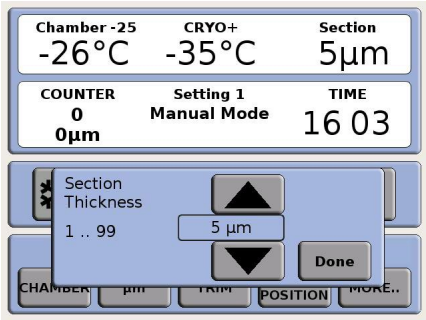 Chamber -25 CRYO+ Section
-26°C -35°C 5µm
COUNTER Setting 1 TIME
0 Manual Mode 16 03
0µm
Section
Thickness
1 .. 99
5 µm
Done
CHAMBER µm TRIM POSITION MORE..